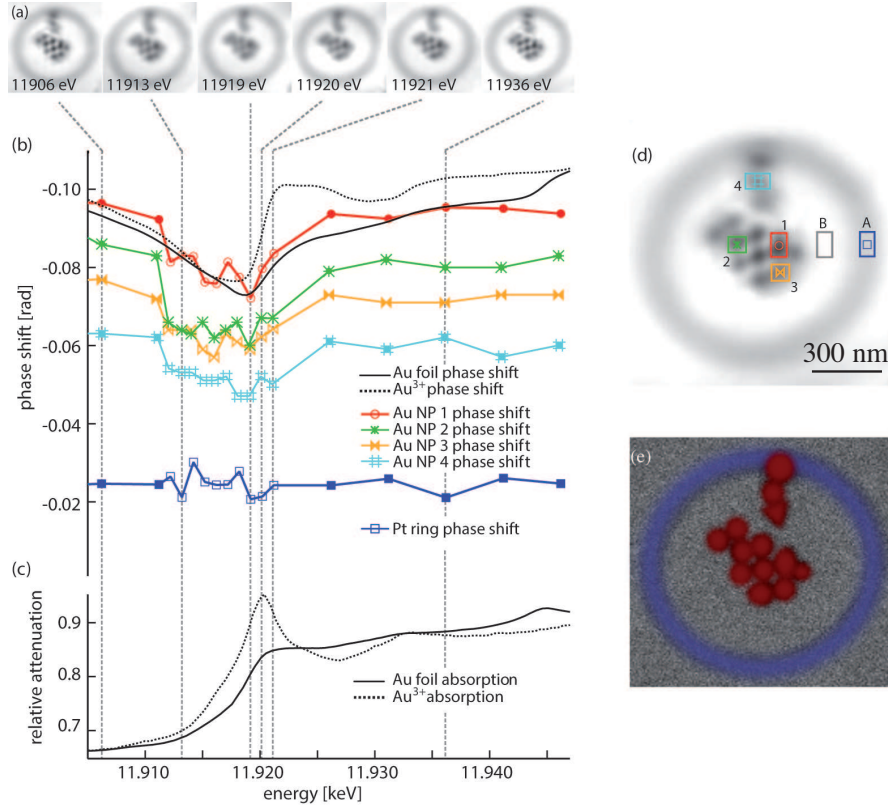 (a)
11906 eV 11913 eV 11919 eV 11920 eV 11921 eV 11936 eV
(b)
-0.10
-0.08
-0.06
-0.04
-0.02
phase shift [rad]
Au foil phase shift
Au3+ phase shift
Au NP 1 phase shift
Au NP 2 phase shift
Au NP 3 phase shift
Au NP 4 phase shift
Pt ring phase shift
(c)
0.9
0.8
0.7
relative attenuation
Au foil absorption
Au3+ absorption
11.910 11.920 11.930 11.940
energy [keV]
(d)
4
1 B A
2
3
300 nm
(e)